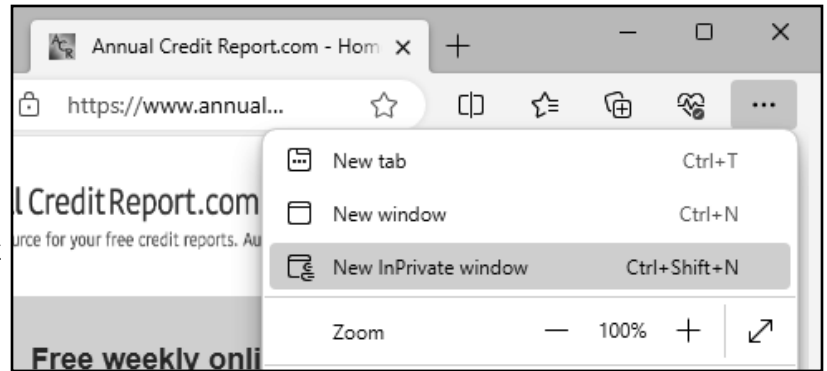 ACR Annual Credit Report.com - Hom
https://www.annual...
New tab Ctrl+T
l CreditReport.com
New window Ctrl+N
urce for your free credit reports. Au
New InPrivate window Ctrl+Shift+N
Zoom 100%
Free weekly onli